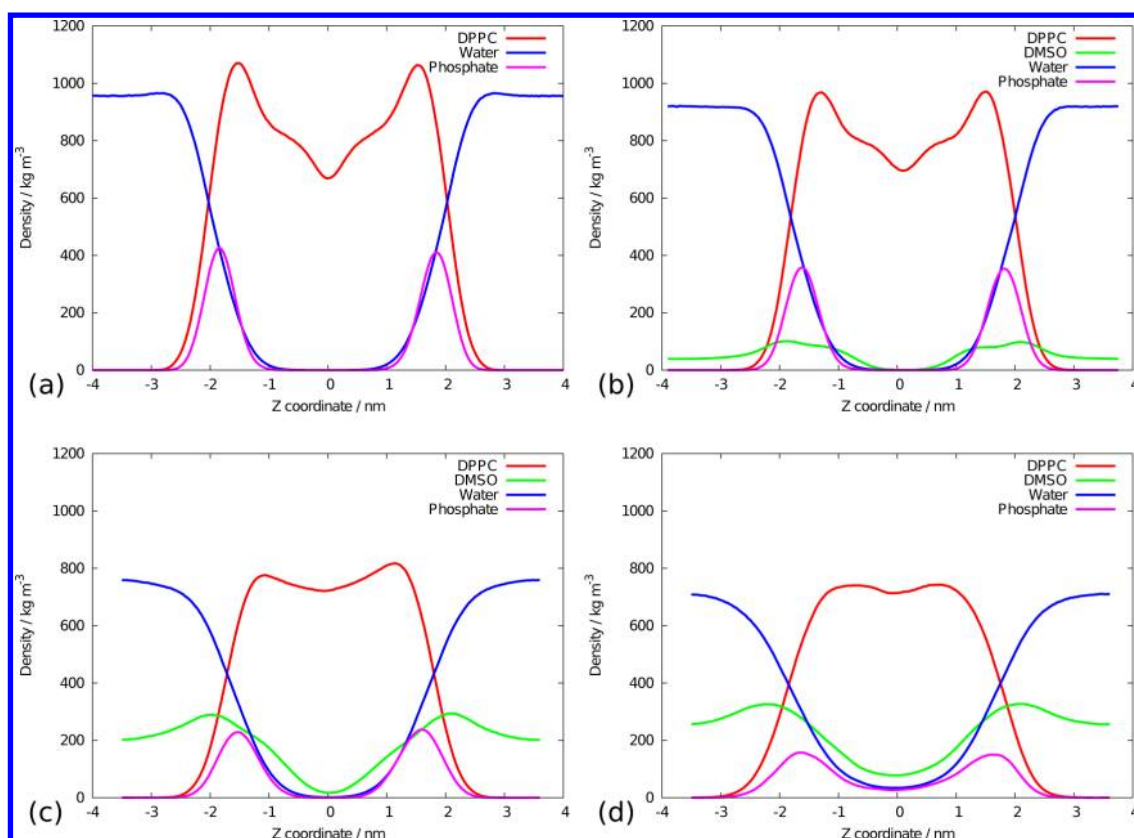 1200
1000
800
600
400
200
0
Density / kg m⁻³
DPPC
Water
Phosphate
-4 -3 -2 -1 0 1 2 3 4
Z coordinate / nm
(a)
1200
1000
800
600
400
200
0
Density / kg m⁻³
DPPC
DMSO
Water
Phosphate
-4 -3 -2 -1 0 1 2 3 4
Z coordinate / nm
(b)
1200
1000
800
600
400
200
0
Density / kg m⁻³
DPPC
DMSO
Water
Phosphate
-4 -3 -2 -1 0 1 2 3 4
Z coordinate / nm
(c)
1200
1000
800
600
400
200
0
Density / kg m⁻³
DPPC
DMSO
Water
Phosphate
-4 -3 -2 -1 0 1 2 3 4
Z coordinate / nm
(d)